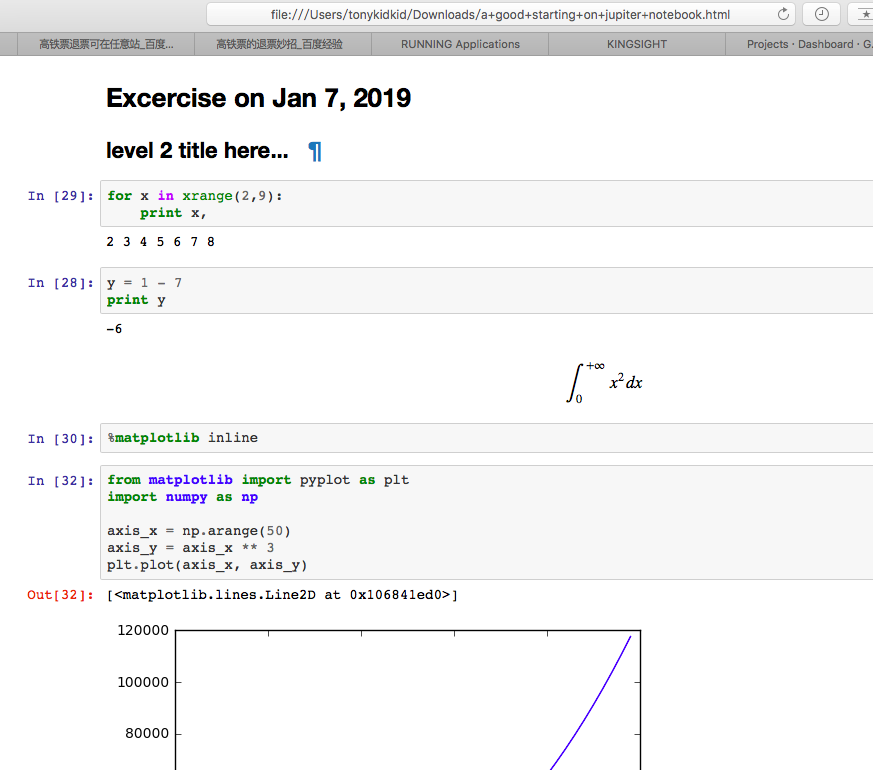 file:///Users/tonykidkid/Downloads/a+good+starting+on+jupiter+notebook.html
高铁票退票可在任意站_百度... 高铁票的退票妙招_百度经验 RUNNING Applications KINGSIGHT Projects · Dashboard · G.
Excercise on Jan 7, 2019
level 2 title here... ¶
In [29]: for x in xrange(2,9):
    print x,
2 3 4 5 6 7 8
In [28]: y = 1 - 7
print y
-6
∫₀^{+∞} x² dx
In [30]: %matplotlib inline
In [32]: from matplotlib import pyplot as plt
import numpy as np
axis_x = np.arange(50)
axis_y = axis_x ** 3
plt.plot(axis_x, axis_y)
Out[32]: [<matplotlib.lines.Line2D at 0x106841ed0>]
120000
100000
80000